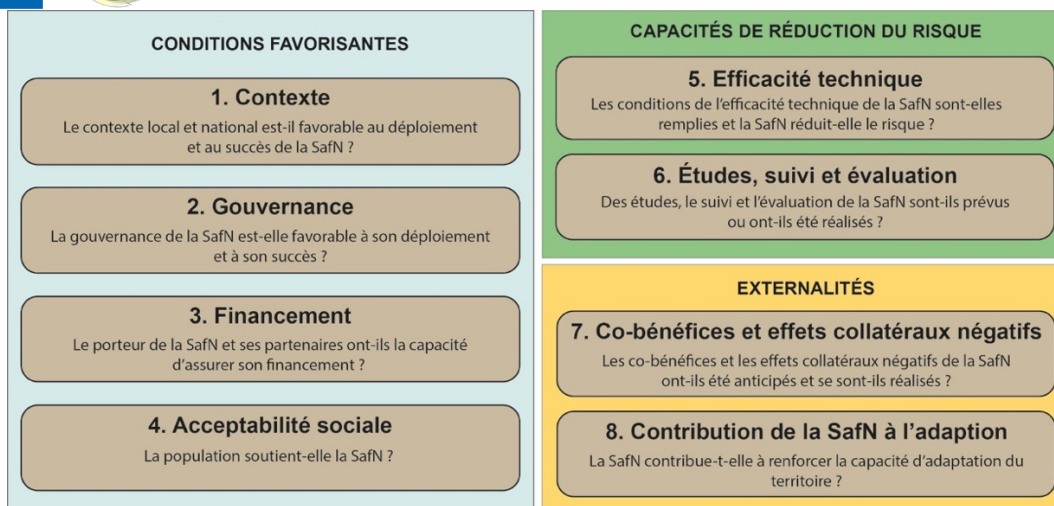 CONDITIONS FAVORISANTES
1. Contexte
Le contexte local et national est-il favorable au déploiement
et au succès de la SafN ?
2. Gouvernance
La gouvernance de la SafN est-elle favorable à son déploiement
et à son succès ?
3. Financement
Le porteur de la SafN et ses partenaires ont-ils la capacité
d'assurer son financement ?
4. Acceptabilité sociale
La population soutient-elle la SafN ?
CAPACITÉS DE RÉDUCTION DU RISQUE
5. Efficacité technique
Les conditions de l'efficacité technique de la SafN sont-elles
remplies et la SafN réduit-elle le risque ?
6. Études, suivi et évaluation
Des études, le suivi et l'évaluation de la SafN sont-ils prévus
ou ont-ils été réalisés ?
EXTERNALITÉS
7. Co-bénéfices et effets collatéraux négatifs
Les co-bénéfices et les effets collatéraux négatifs de la SafN
ont-ils été anticipés et se sont-ils réalisés ?
8. Contribution de la SafN à l'adaption
La SafN contribue-t-elle à renforcer la capacité d'adaptation du
territoire ?